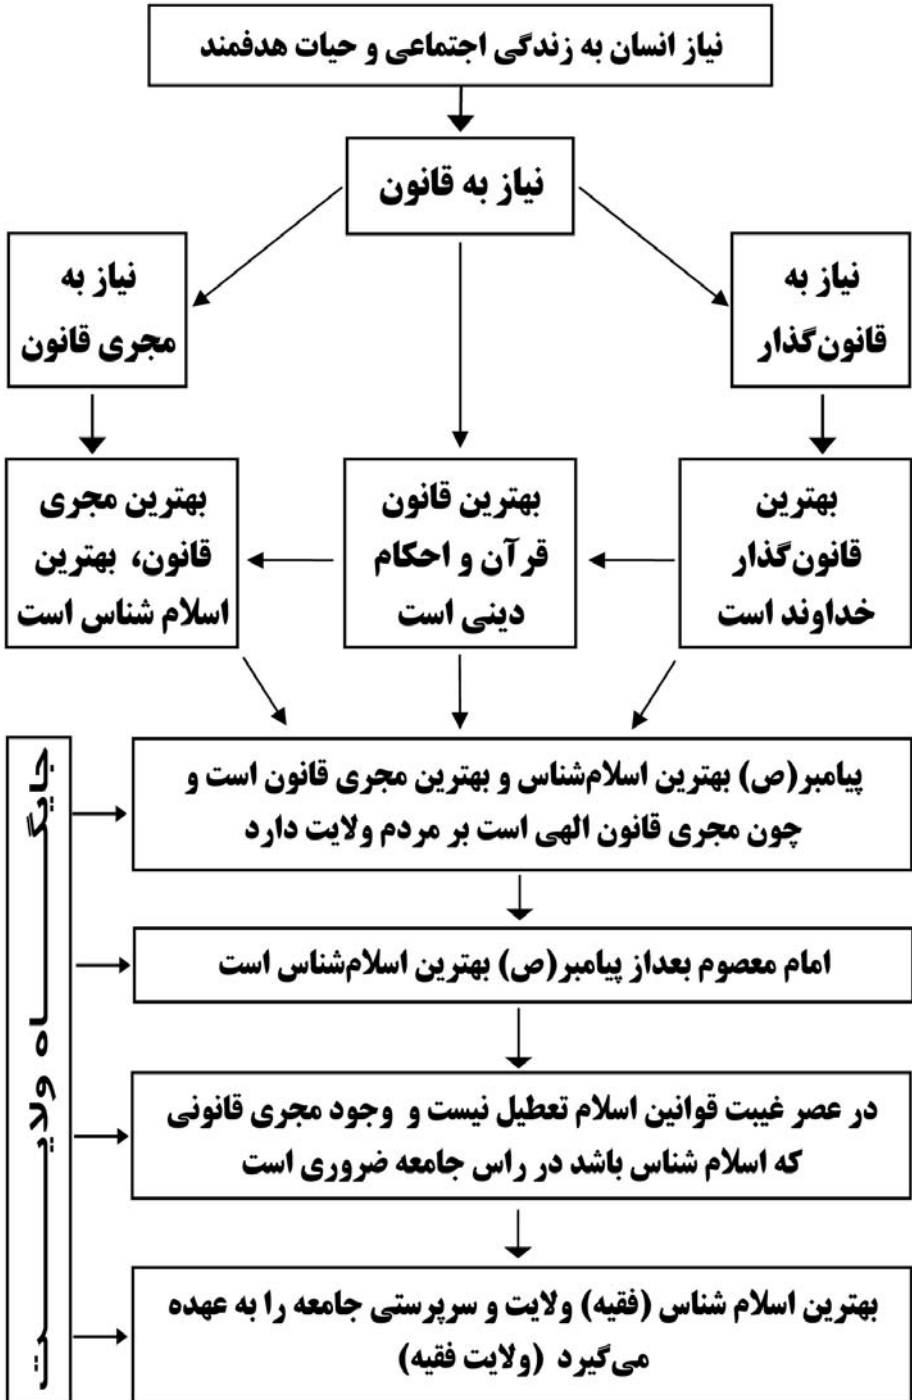 نیاز انسان به زندگی اجتماعی و حیات هدفمند
نیاز به قانون
نیاز به
قانون‌گذار
نیاز به
مجری قانون
بهترین
قانون‌گذار
خداوند است
بهترین قانون
قرآن و احکام
دینی است
بهترین مجری
قانون، بهترین
اسلام شناس است
پیامبر(ص) بهترین اسلام‌شناس و بهترین مجری قانون است و
چون مجری قانون الهی است بر مردم ولایت دارد
امام معصوم بعداز پیامبر(ص) بهترین اسلام‌شناس است
در عصر غیبت قوانین اسلام تعطیل نیست و وجود مجری قانونی
که اسلام شناس باشد در راس جامعه ضروری است
بهترین اسلام شناس (فقیه) ولایت و سرپرستی جامعه را به عهده
می‌گیرد (ولایت فقیه)
جایگـــــاه ولایـــــت